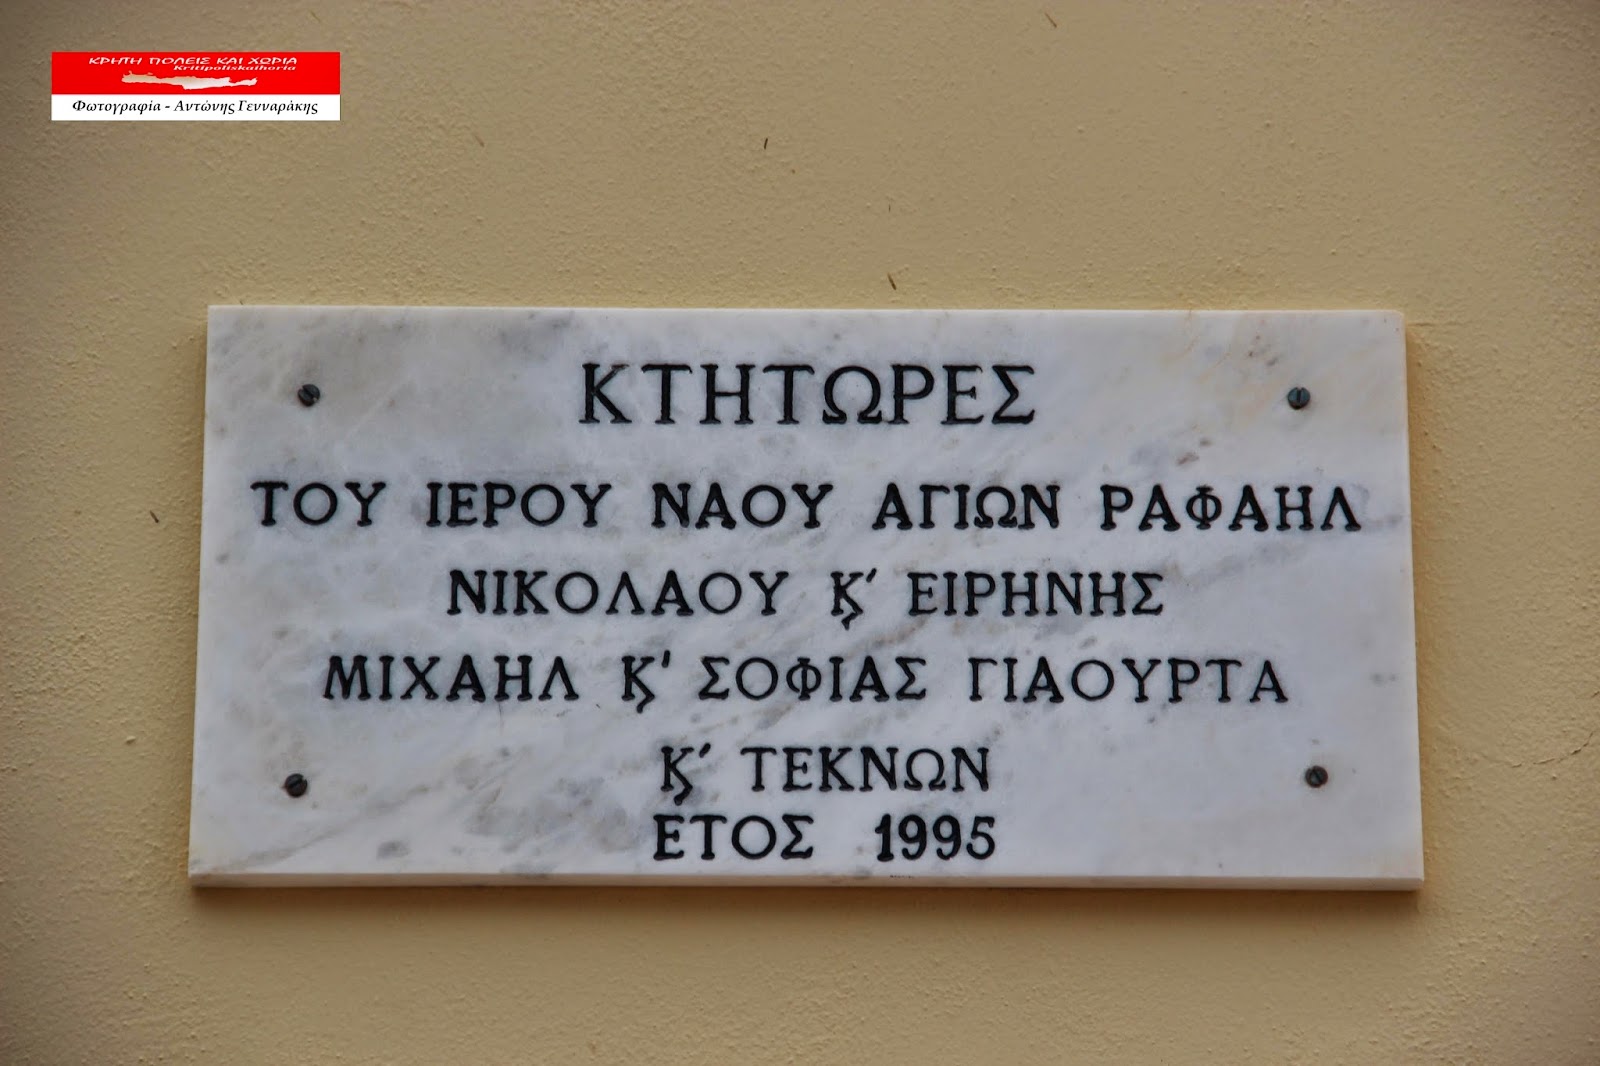 ΚΡΗΤΗ ΠΟΛΕΙΣ ΚΑΙ ΧΩΡΙΑ
Kritipoliskaihoria
Φωτογραφία - Αντώνης Γενναράκης
ΚΤΗΤΩΡΕΣ
ΤΟΥ ΙΕΡΟΥ ΝΑΟΥ ΑΓΙΩΝ ΡΑΦΑΗΛ
ΝΙΚΟΛΑΟΥ Ϗ′ ΕΙΡΗΝΗΣ
ΜΙΧΑΗΛ Ϗ′ ΣΟΦΙΑΣ ΓΙΑΟΥΡΤΑ
Ϗ′ ΤΕΚΝΩΝ
ΕΤΟΣ 1995